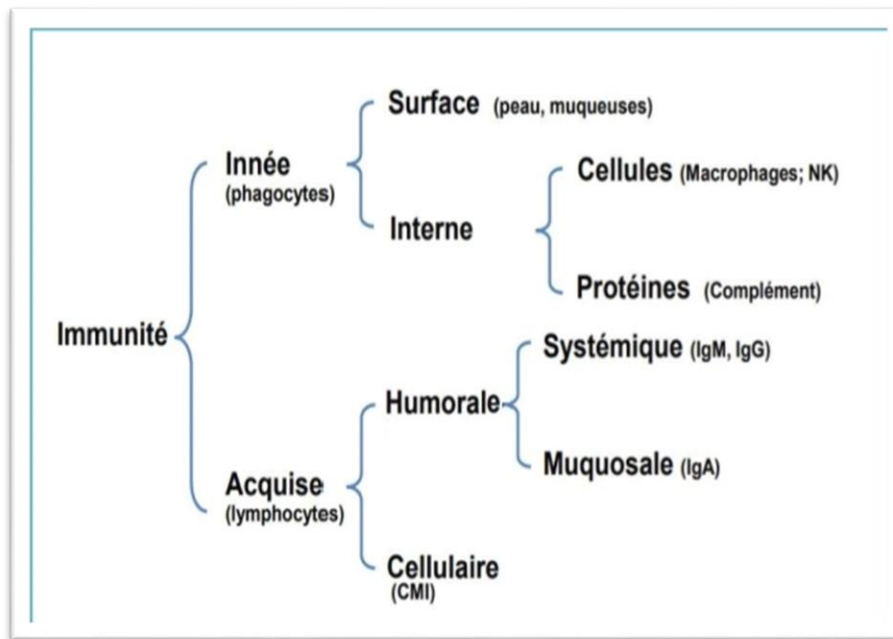 Surface (peau, muqueuses)
Innée
(phagocytes)
Cellules (Macrophages; NK)
Interne
Protéines (Complément)
Immunité
Systémique (IgM, IgG)
Humorale
Muquosale (IgA)
Acquise
(lymphocytes)
Cellulaire
(CMI)